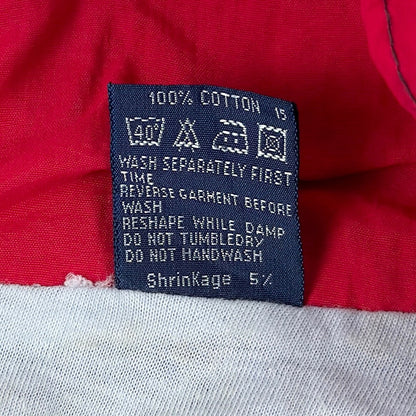 100% COTTON 15
40°
WASH SEPARATELY FIRST
TIME
REVERSE GARMENT BEFORE
WASH
RESHAPE WHILE DAMP
DO NOT TUMBLEDRY
DO NOT HANDWASH
ShrinKage 5%